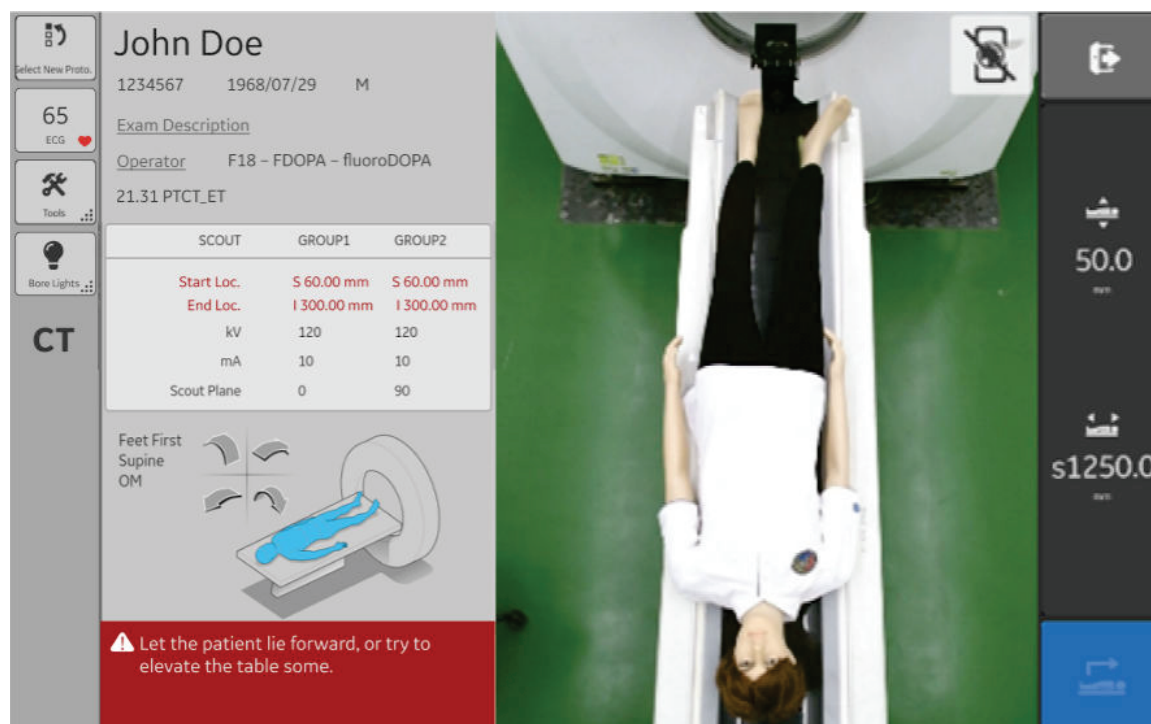 Select New Proto.
65
ECG
Tools
Bore Lights
CT
John Doe
1234567 1968/07/29 M
Exam Description
Operator F18 – FDOPA – fluoroDOPA
21.31 PTCT_ET
SCOUT GROUP1 GROUP2
Start Loc. S 60.00 mm S 60.00 mm
End Loc. I 300.00 mm I 300.00 mm
kV 120 120
mA 10 10
Scout Plane 0 90
Feet First
Supine
OM
Let the patient lie forward, or try to
elevate the table some.
50.0
mm
s1250.0
mm